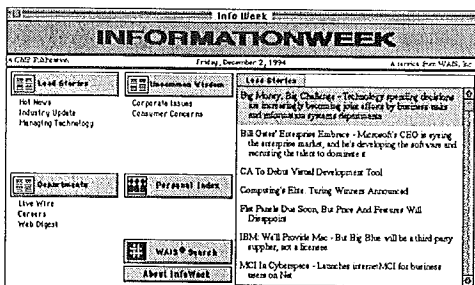 Info Week
INFORMATIONWEEK
A CMP Publication
Friday, December 2, 1994
A service from WAIS, Inc
Lead Stories
Hot News
Industry Update
Managing Technology
Uncommon Wisdom
Corporate Issues
Consumer Concerns
Departments
Live Wire
Careers
Web Digest
Personal Index
WAIS® Search
About InfoWeek
Lead Stories
Big Money, Big Challenge - Technology spending decisions
are increasingly becoming joint efforts by business units
and information systems departments
Bill Gates' Enterprise Embrace - Microsoft's CEO is eyeing
the enterprise market, and he's developing the software and
recruiting the talent to dominate it
CA To Debut Virtual Development Tool
Computing's Elite: Turing Winners Announced
Flat Panels Due Soon, But Price And Features Will
Disappoint
IBM: We'll Provide Mac - But Big Blue will be a third party
supplier, not a licensee
MCI In Cyberspace - Launches internetMCI for business
users on Net